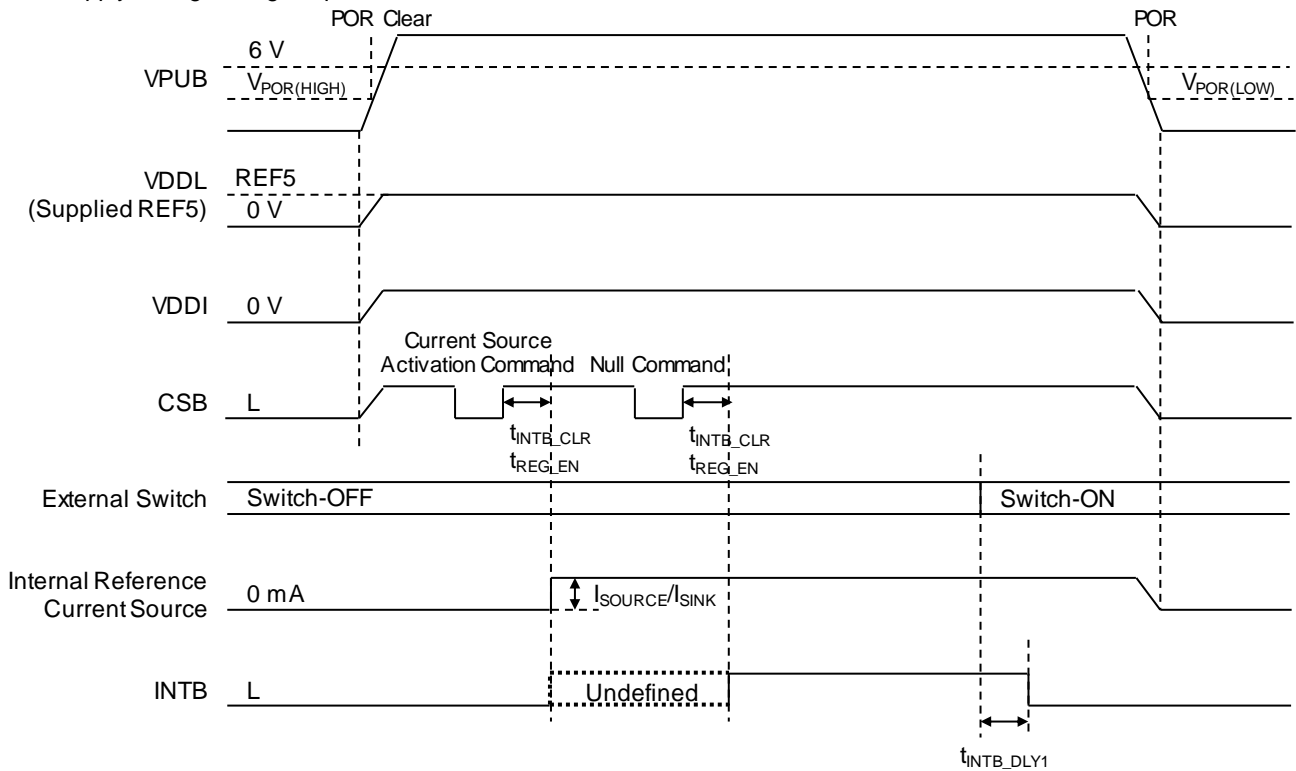 POR Clear
POR
6 V
VPUB
VPOR(HIGH)
VPOR(LOW)
VDDL
(Supplied REF5)
REF5
0 V
VDDI
0 V
Current Source
Activation Command
Null Command
CSB
L
tINTB_CLR
tREG_EN
tINTB_CLR
tREG_EN
External Switch
Switch-OFF
Switch-ON
Internal Reference
Current Source
0 mA
ISOURCE/ISINK
INTB
L
Undefined
tINTB_DLY1